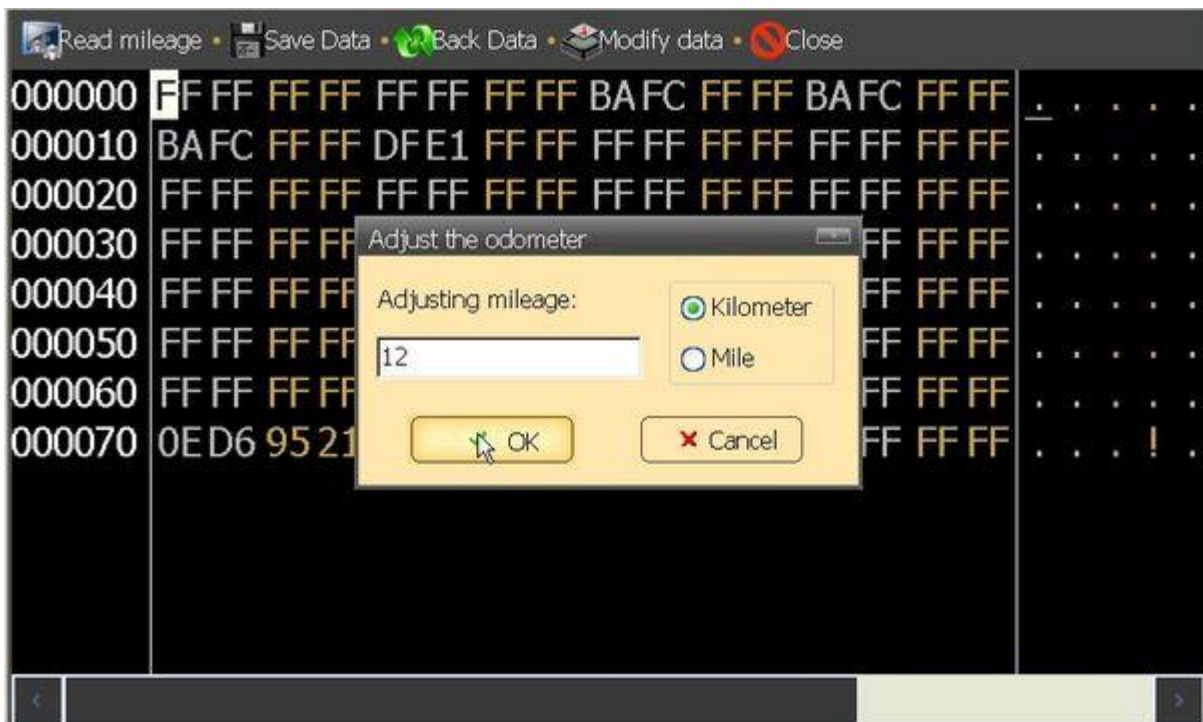 Read mileage • Save Data • Back Data • Modify data • Close
000000 FF FF FF FF FF FF FF FF BA FC FF FF BA FC FF FF . . . . .
000010 BA FC FF FF DF E1 FF FF FF FF FF FF FF FF FF FF . . . . .
000020 FF FF FF FF FF FF FF FF FF FF FF FF FF FF FF FF . . . . .
000030 FF FF FF FF FF FF FF . . . . .
000040 FF FF FF FF FF FF FF . . . . .
000050 FF FF FF FF FF FF FF . . . . .
000060 FF FF FF FF FF FF FF . . . . .
000070 0E D6 95 21 FF FF FF . . . ! .
Adjust the odometer
Adjusting mileage:
Kilometer
12
Mile
OK
Cancel